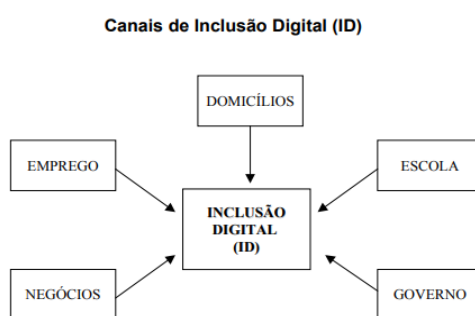 Canais de Inclusão Digital (ID)
DOMICÍLIOS
EMPREGO
ESCOLA
INCLUSÃO
DIGITAL
(ID)
NEGÓCIOS
GOVERNO